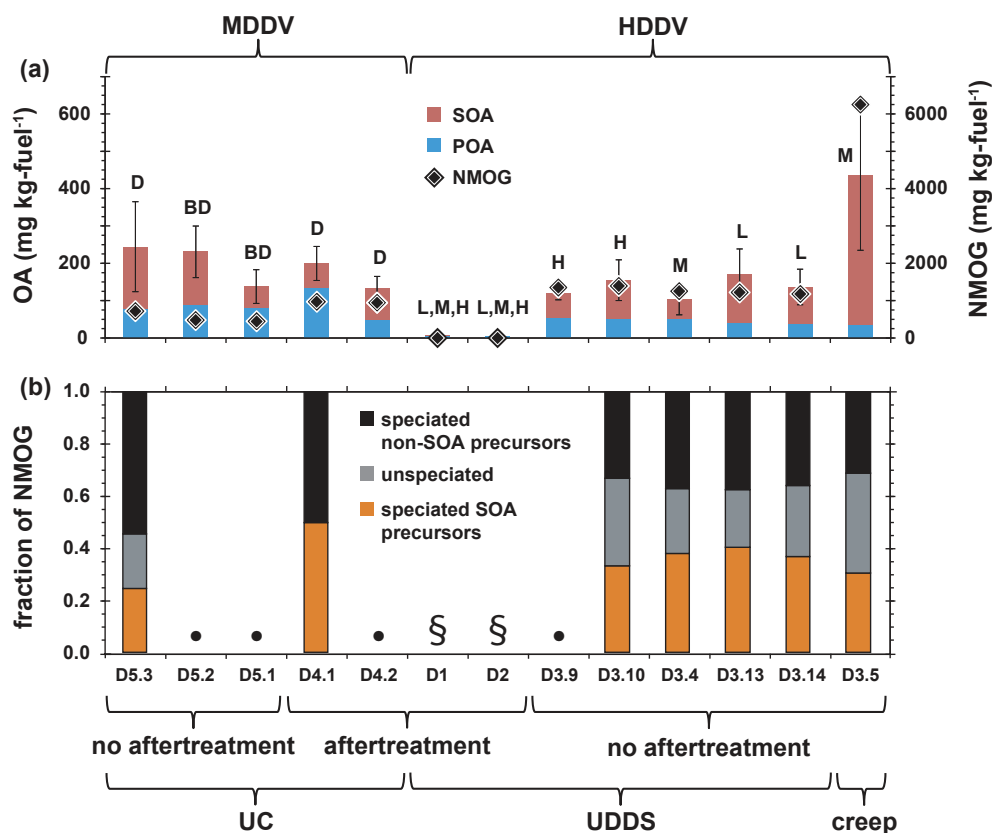 MDDV HDDV
(a)
OA (mg kg-fuel⁻¹)
600
400
200
0
SOA
POA
NMOG
D BD BD D D L,M,H L,M,H H H M L L M
6000
4000
2000
0
NMOG (mg kg-fuel⁻¹)
(b)
fraction of NMOG
1.0
0.8
0.6
0.4
0.2
0.0
speciated
non-SOA precursors
unspeciated
speciated SOA
precursors
• • • § § •
D5.3 D5.2 D5.1 D4.1 D4.2 D1 D2 D3.9 D3.10 D3.4 D3.13 D3.14 D3.5
no aftertreatment aftertreatment no aftertreatment
UC UDDS creep